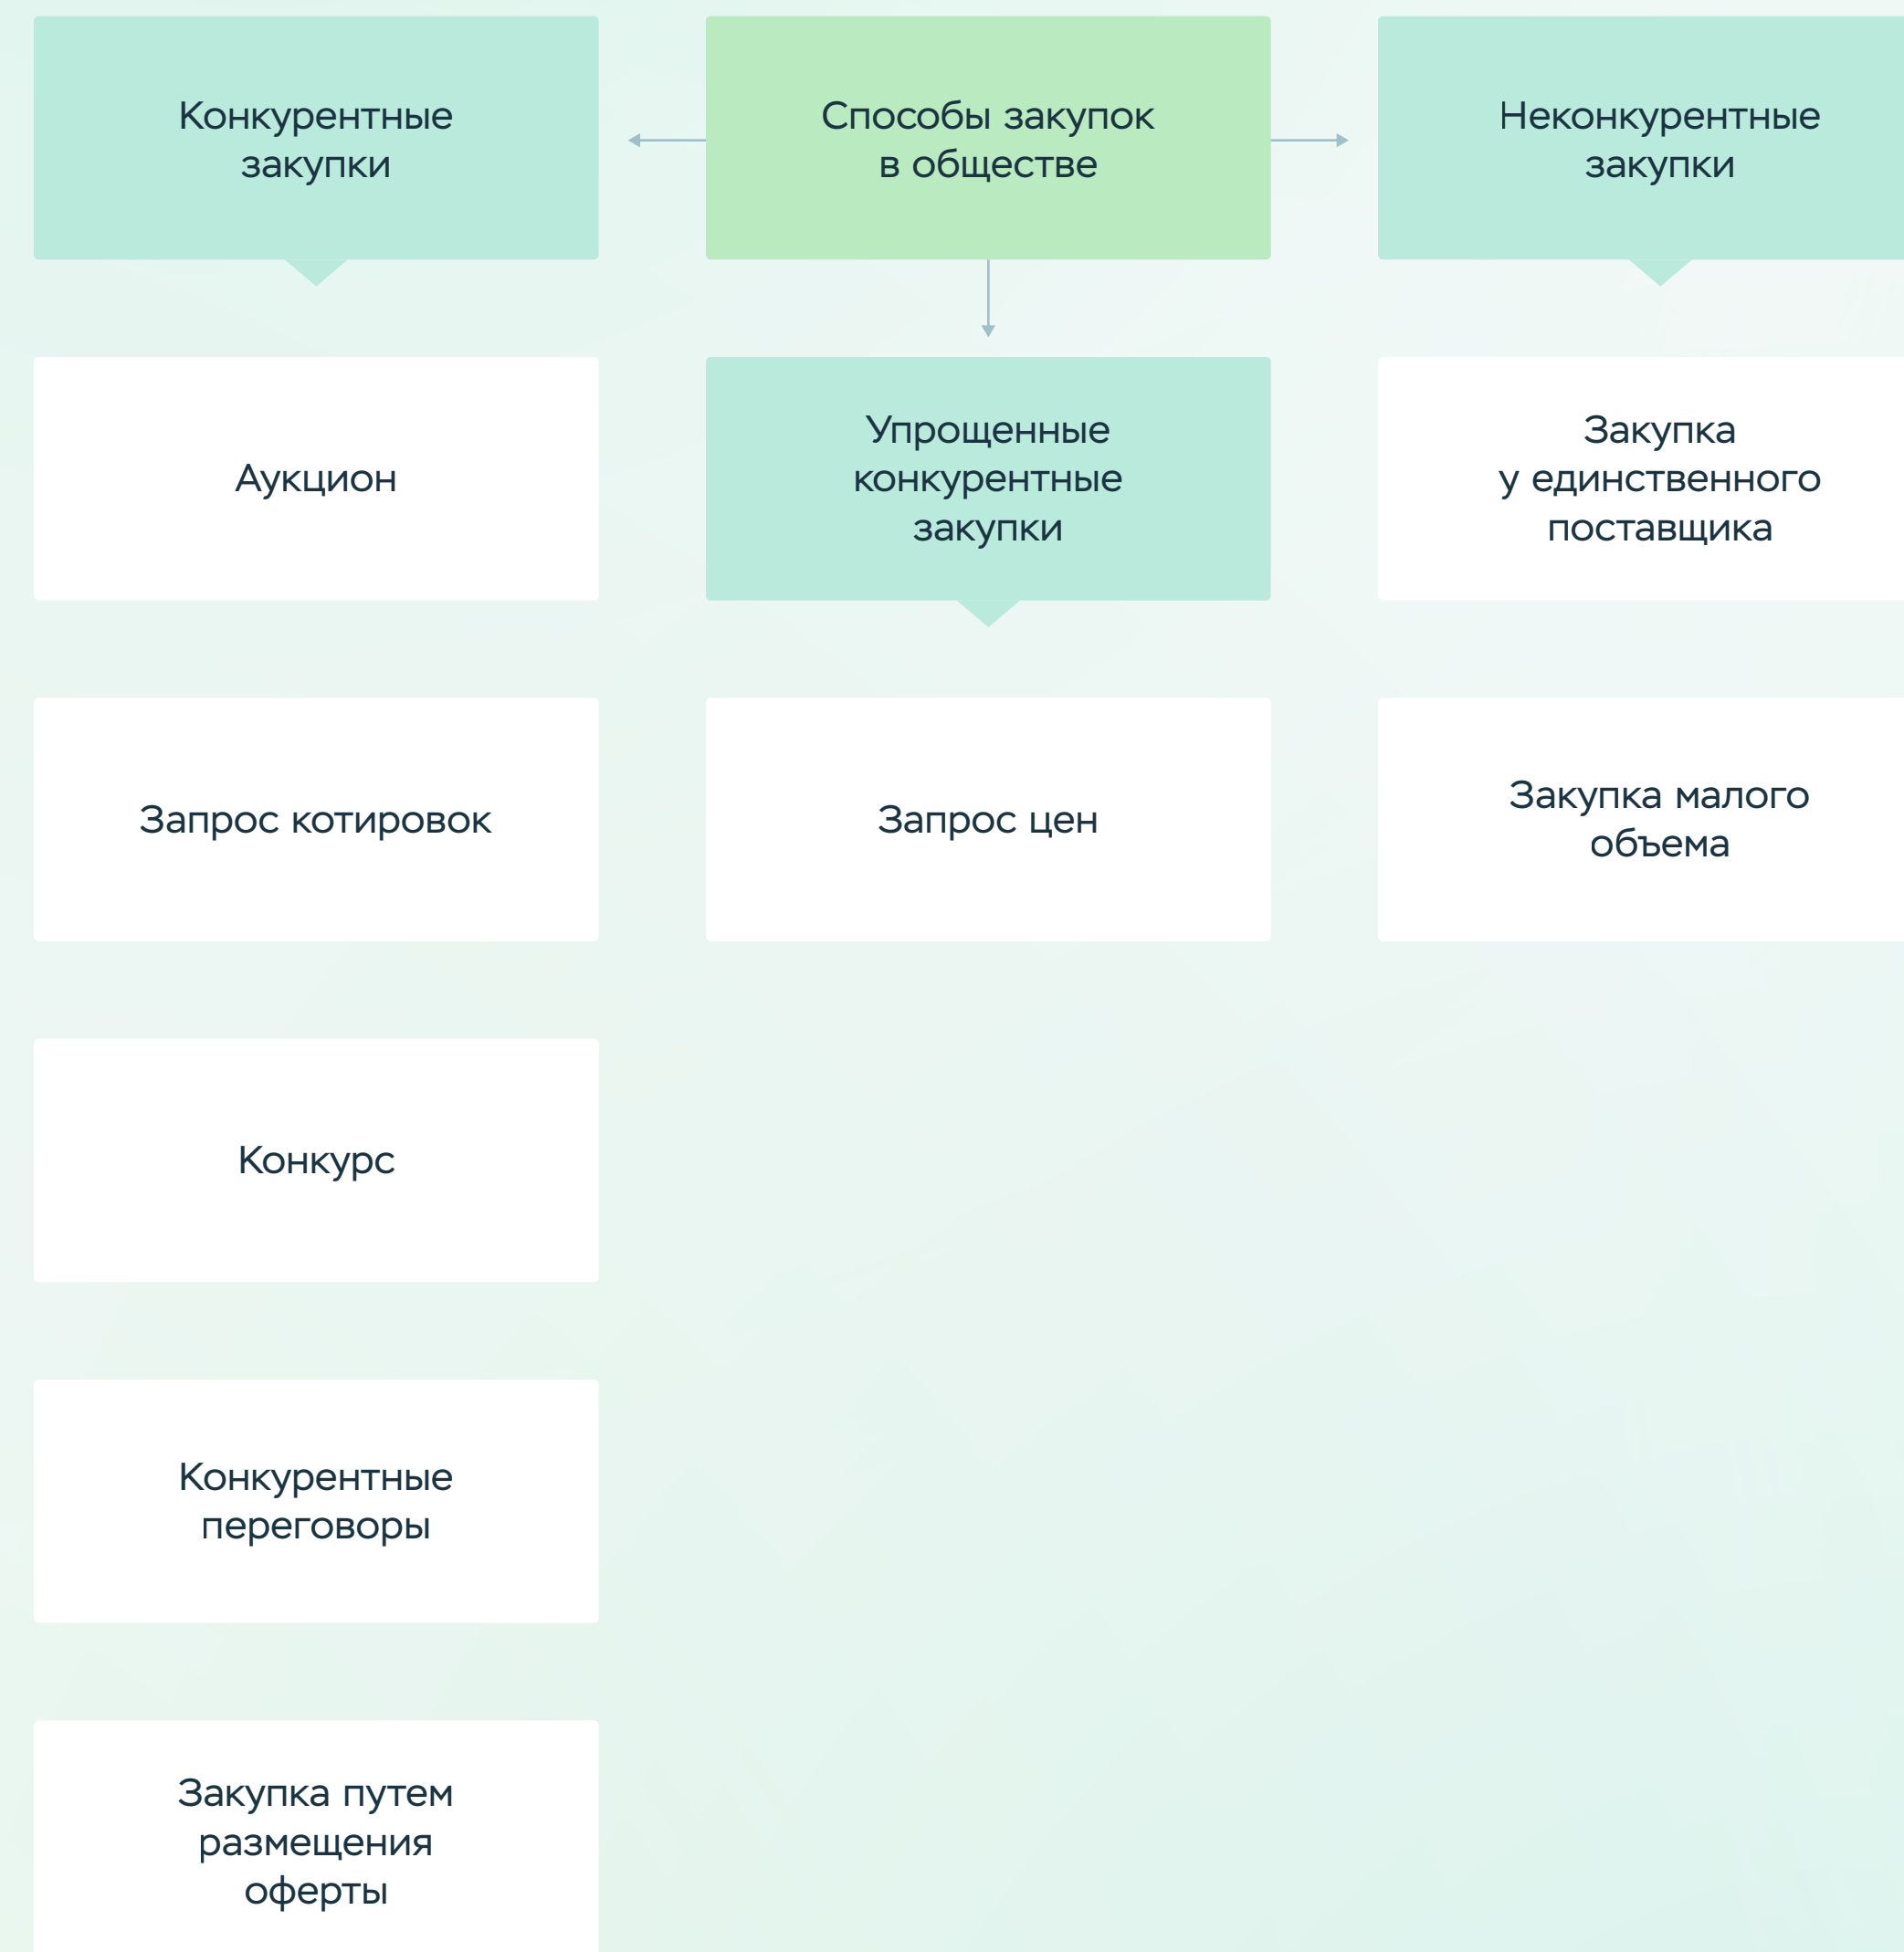 Конкурентные
закупки
Способы закупок
в обществе
Неконкурентные
закупки
Аукцион
Упрощенные
конкурентные
закупки
Закупка
у единственного
поставщика
Запрос котировок
Запрос цен
Закупка малого
объема
Конкурс
Конкурентные
переговоры
Закупка путем
размещения
оферты